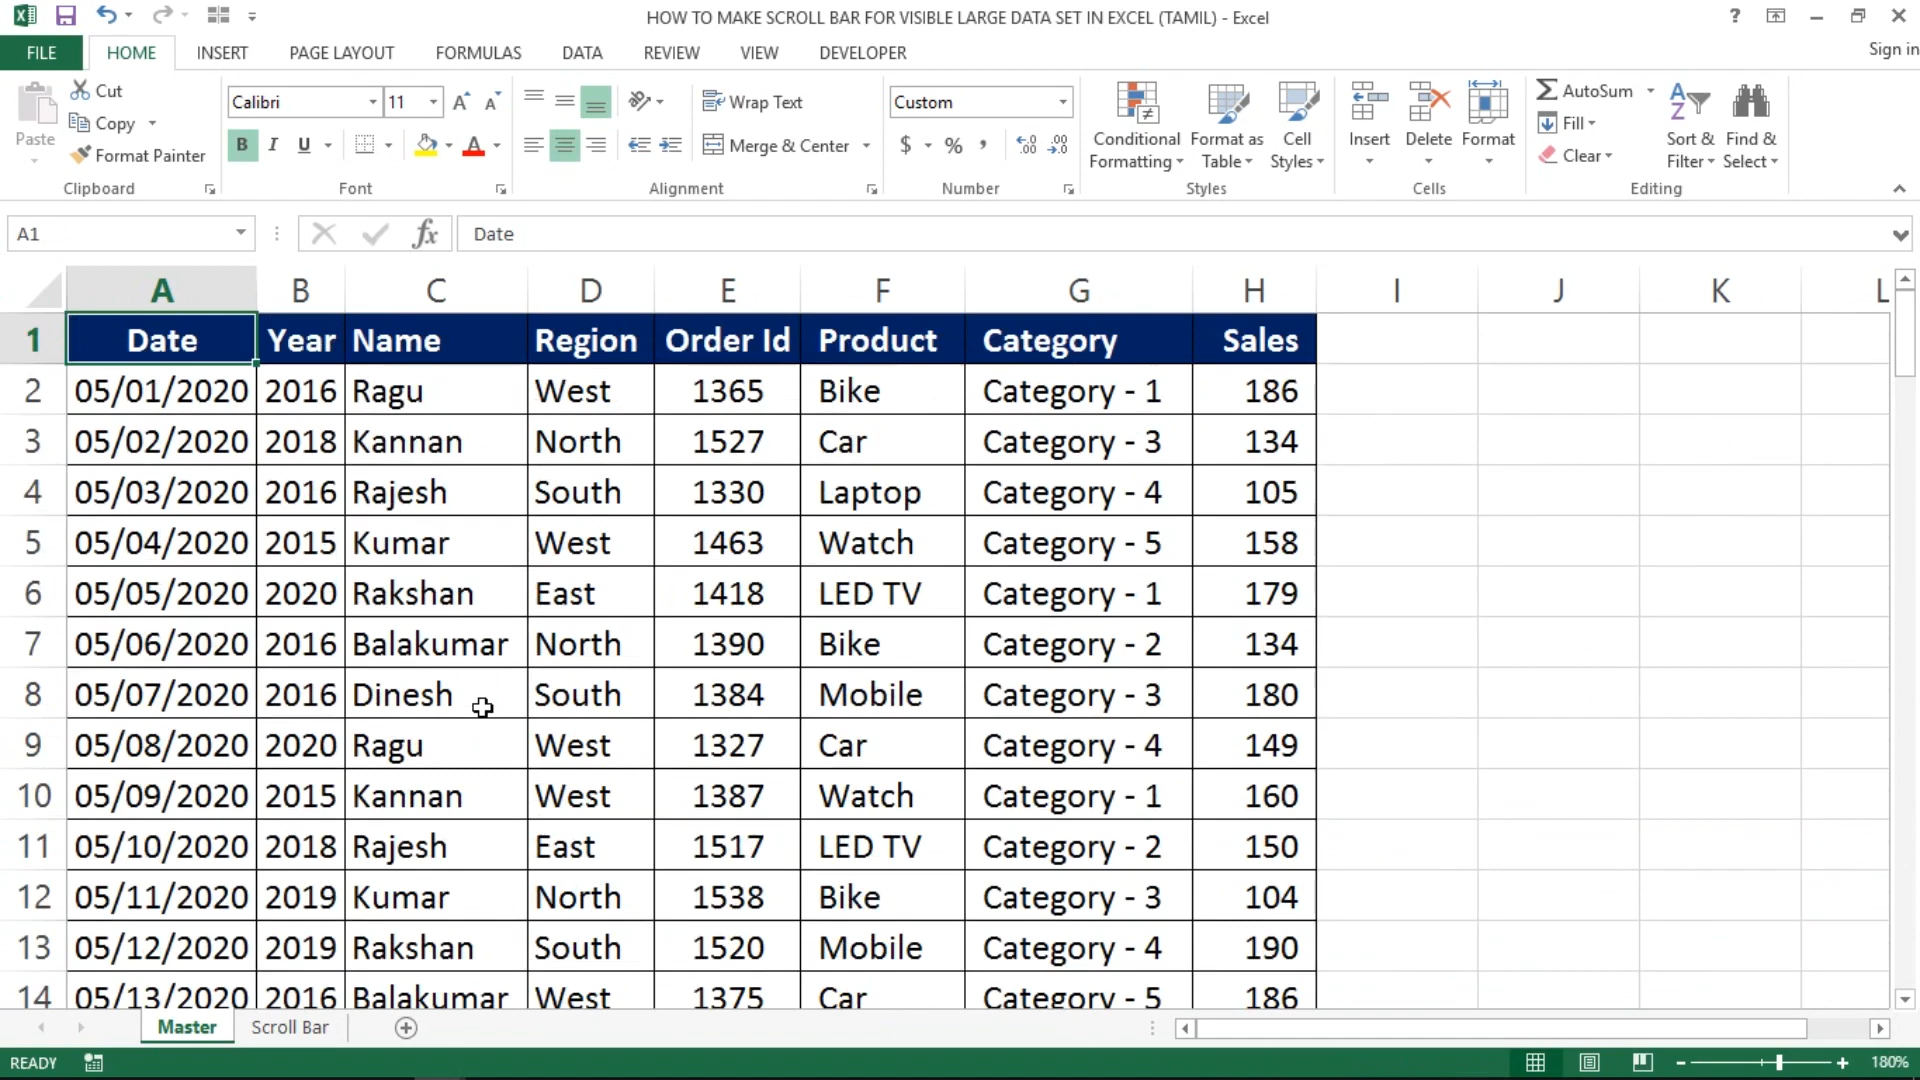 HOW TO MAKE SCROLL BAR FOR VISIBLE LARGE DATA SET IN EXCEL (TAMIL) - Excel
?
FILE HOME INSERT PAGE LAYOUT FORMULAS DATA REVIEW VIEW DEVELOPER Sign in
Paste
Cut
Copy
Format Painter
Clipboard
Calibri 11
B I U
Font
Wrap Text
Merge & Center
Alignment
Custom
$ % ,
Number
Conditional Formatting
Format as Table
Cell Styles
Styles
Insert
Delete
Format
Cells
AutoSum
Fill
Clear
Sort & Filter
Find & Select
Editing
A1 fx Date
A B C D E F G H I J K L
1 Date Year Name Region Order Id Product Category Sales
2 05/01/2020 2016 Ragu West 1365 Bike Category - 1 186
3 05/02/2020 2018 Kannan North 1527 Car Category - 3 134
4 05/03/2020 2016 Rajesh South 1330 Laptop Category - 4 105
5 05/04/2020 2015 Kumar West 1463 Watch Category - 5 158
6 05/05/2020 2020 Rakshan East 1418 LED TV Category - 1 179
7 05/06/2020 2016 Balakumar North 1390 Bike Category - 2 134
8 05/07/2020 2016 Dinesh South 1384 Mobile Category - 3 180
9 05/08/2020 2020 Ragu West 1327 Car Category - 4 149
10 05/09/2020 2015 Kannan West 1387 Watch Category - 1 160
11 05/10/2020 2018 Rajesh East 1517 LED TV Category - 2 150
12 05/11/2020 2019 Kumar North 1538 Bike Category - 3 104
13 05/12/2020 2019 Rakshan South 1520 Mobile Category - 4 190
14 05/13/2020 2016 Balakumar West 1375 Car Category - 5 186
Master Scroll Bar
READY 180%